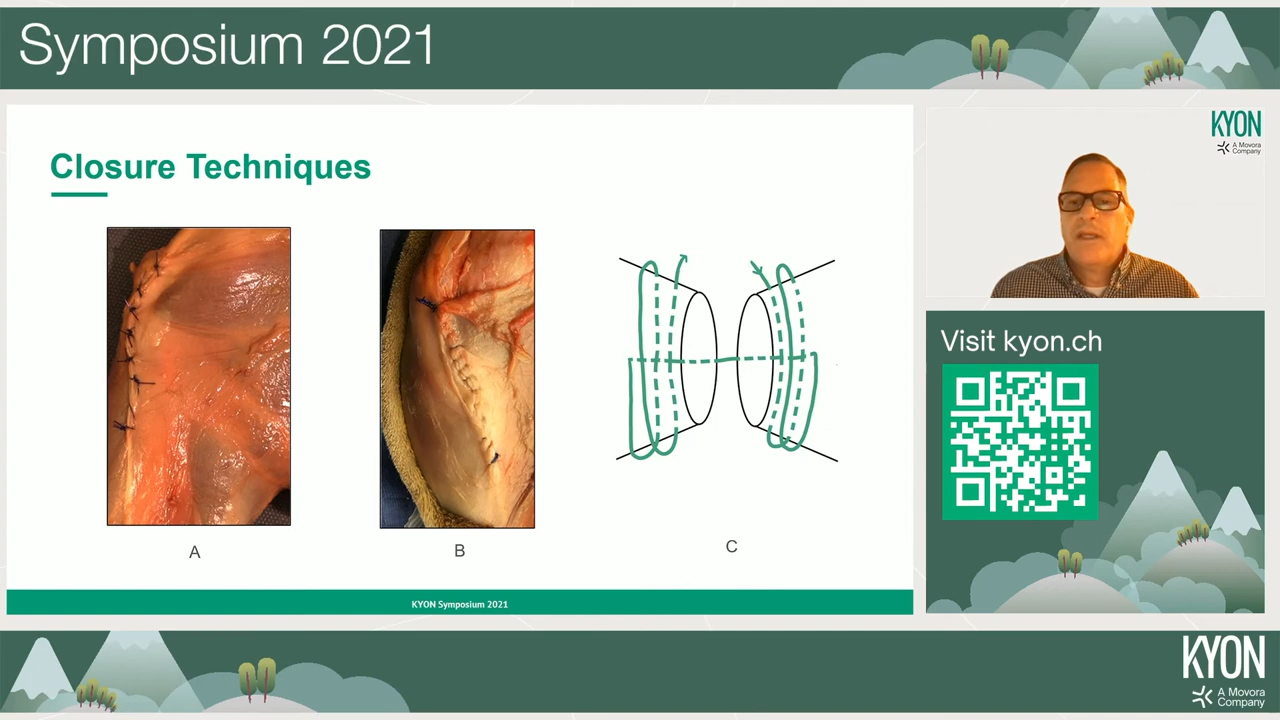 Symposium 2021
Closure Techniques
A
B
C
KYON Symposium 2021
KYON
A Movora
Company
Visit kyon.ch
KYON
A Movora
Company